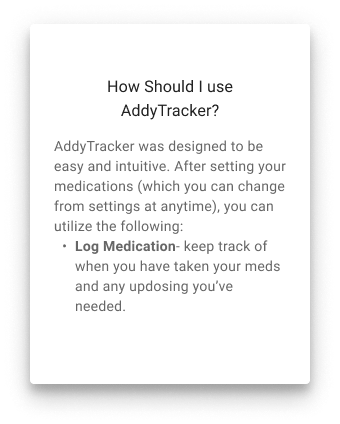 How Should I use
AddyTracker?
AddyTracker was designed to be
easy and intuitive. After setting your
medications (which you can change
from settings at anytime), you can
utilize the following:
• Log Medication- keep track of
when you have taken your meds
and any updosing you’ve
needed.